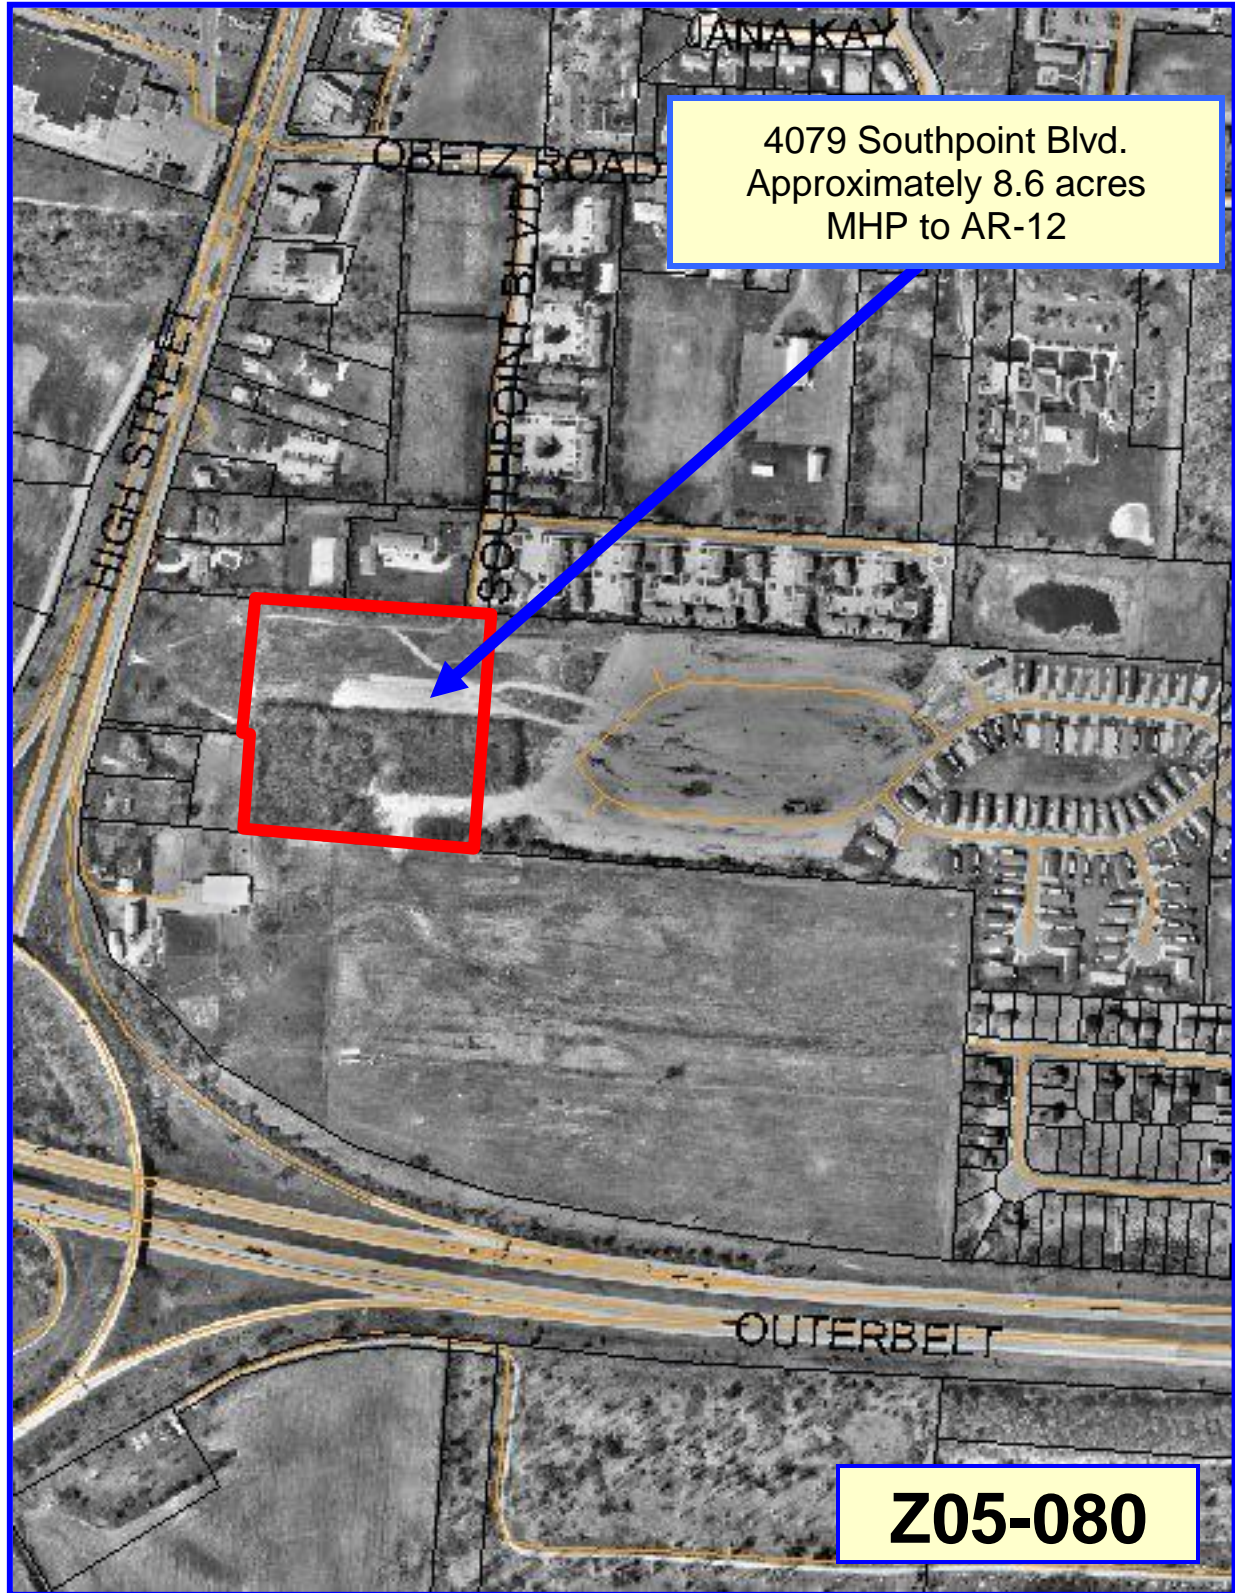 JANA KAY
4079 Southpoint Blvd.
Approximately 8.6 acres
MHP to AR-12
OBETZ ROAD
SOUTHPOINT BLVD
HIGH STREET
OUTERBELT
Z05-080